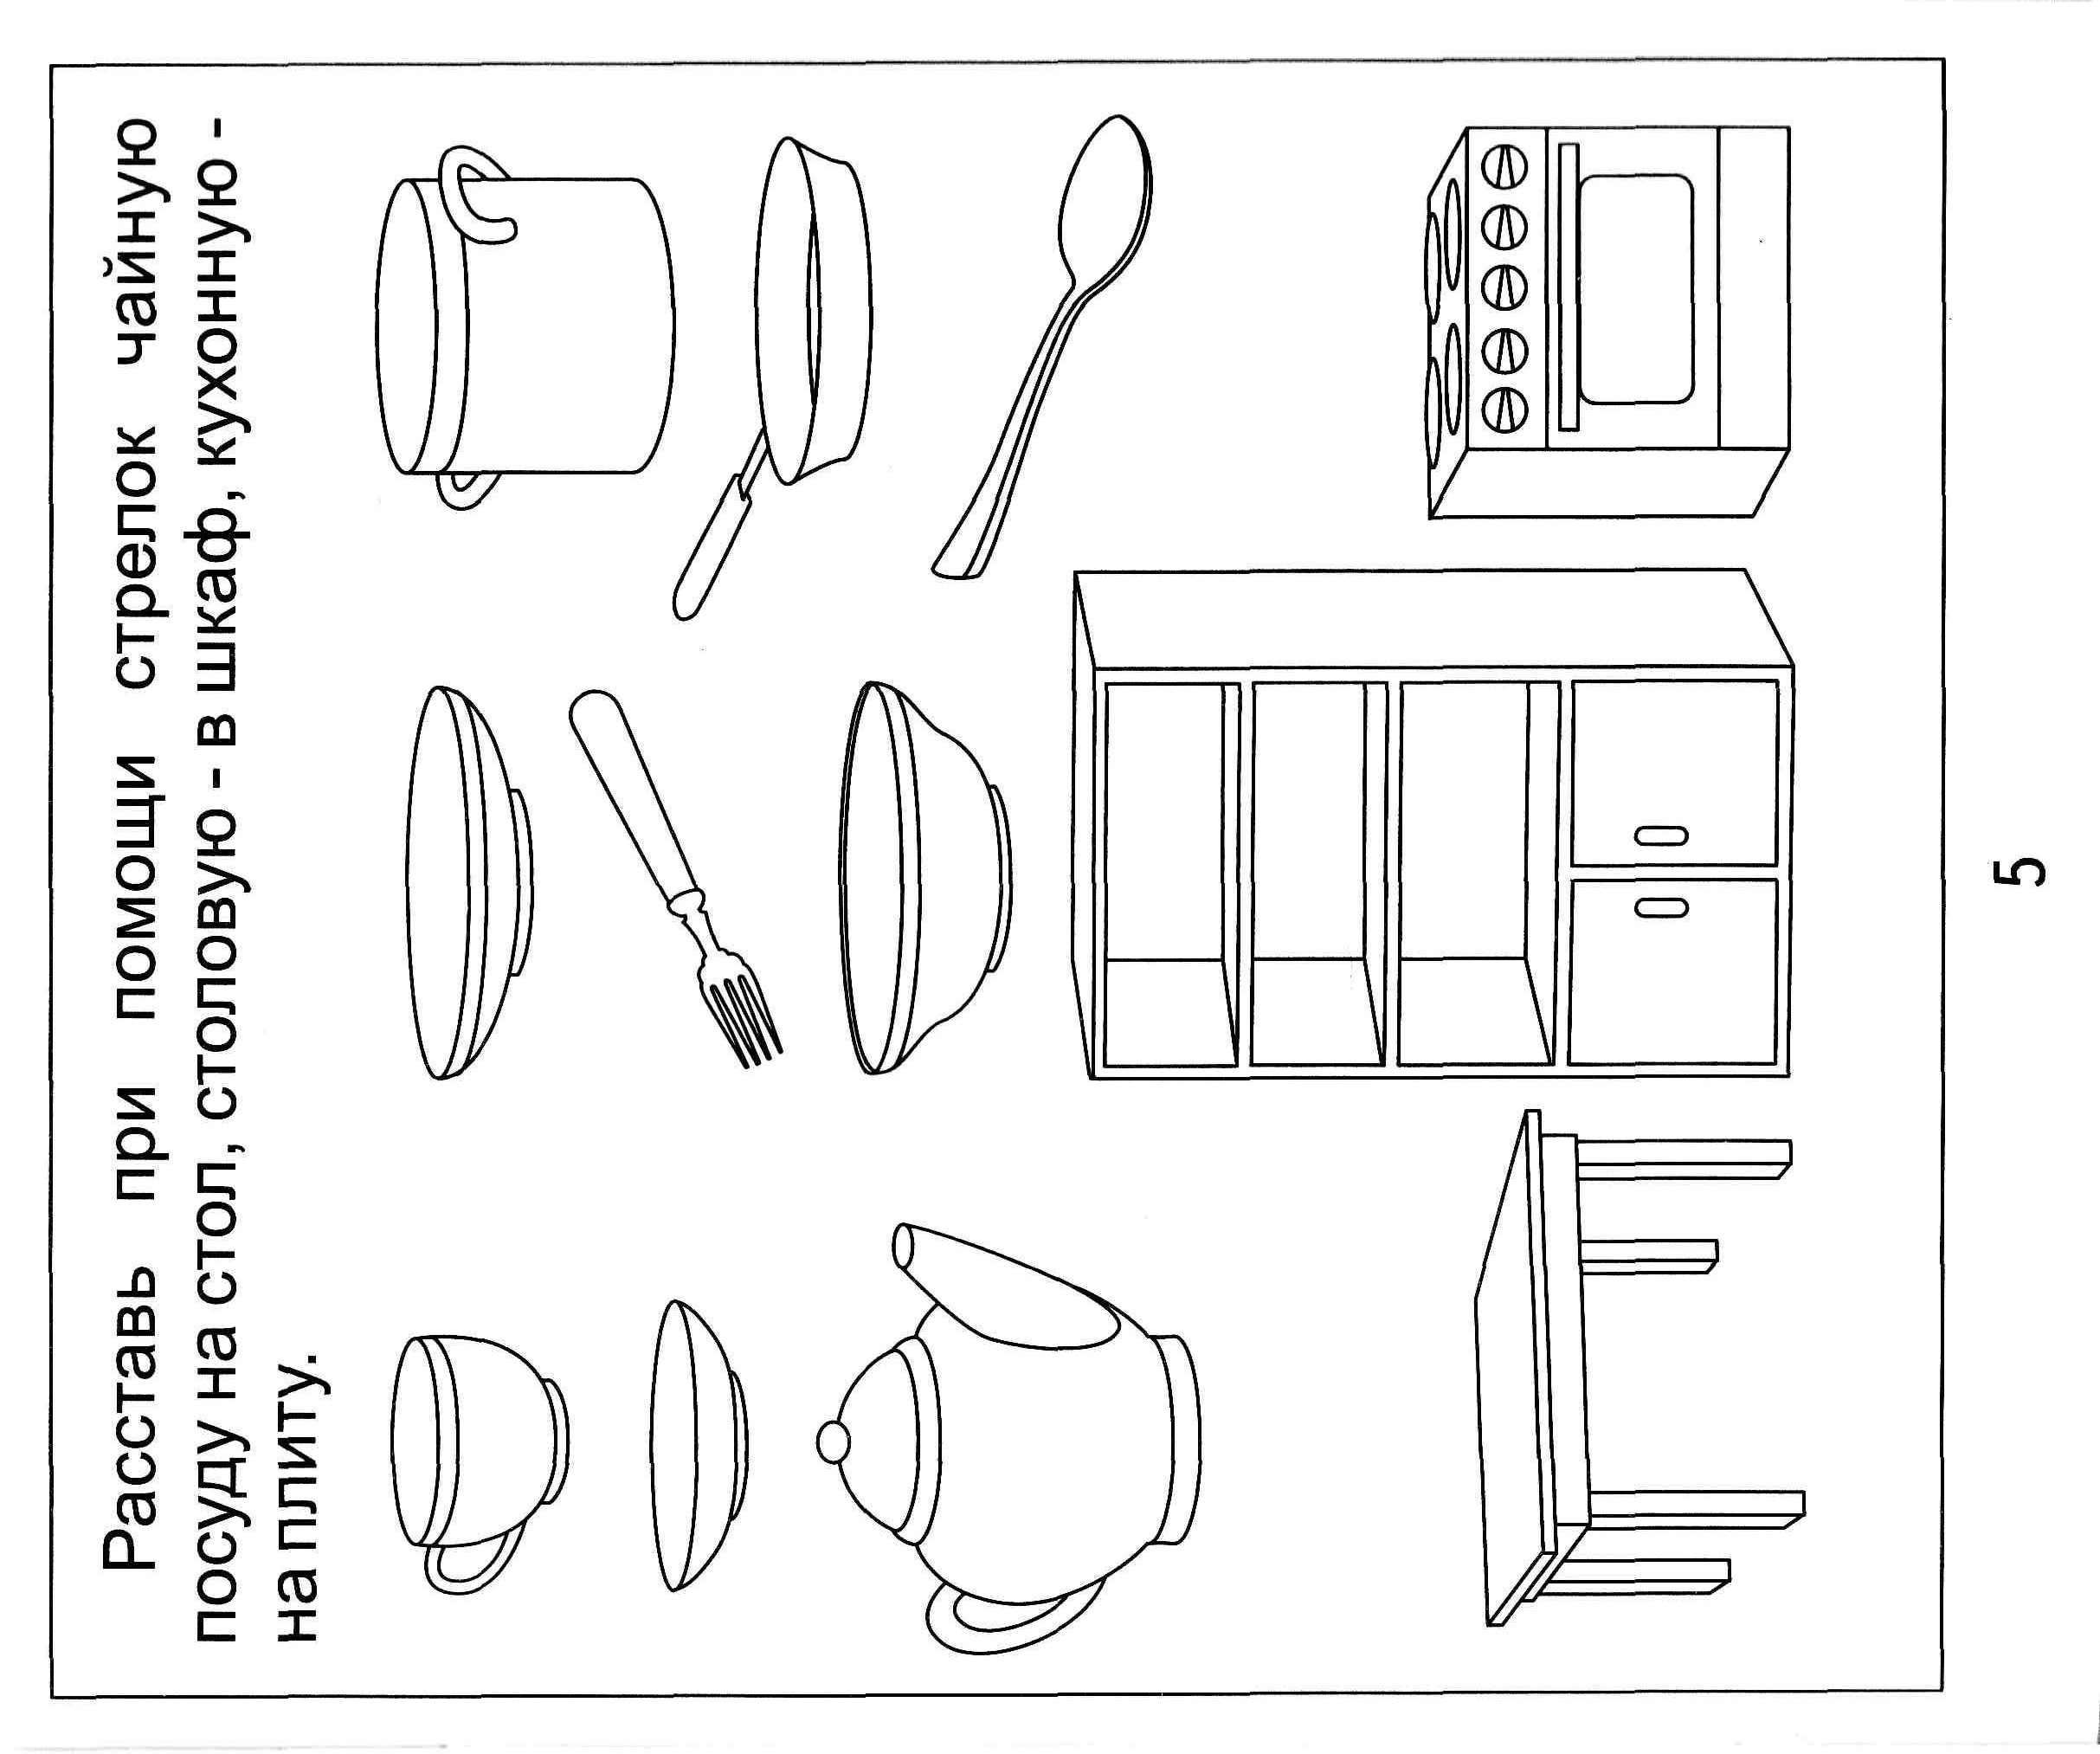 Расставь при помощи стрелок чайную
посуду на стол, столовую - в шкаф, кухонную -
на плиту.
5